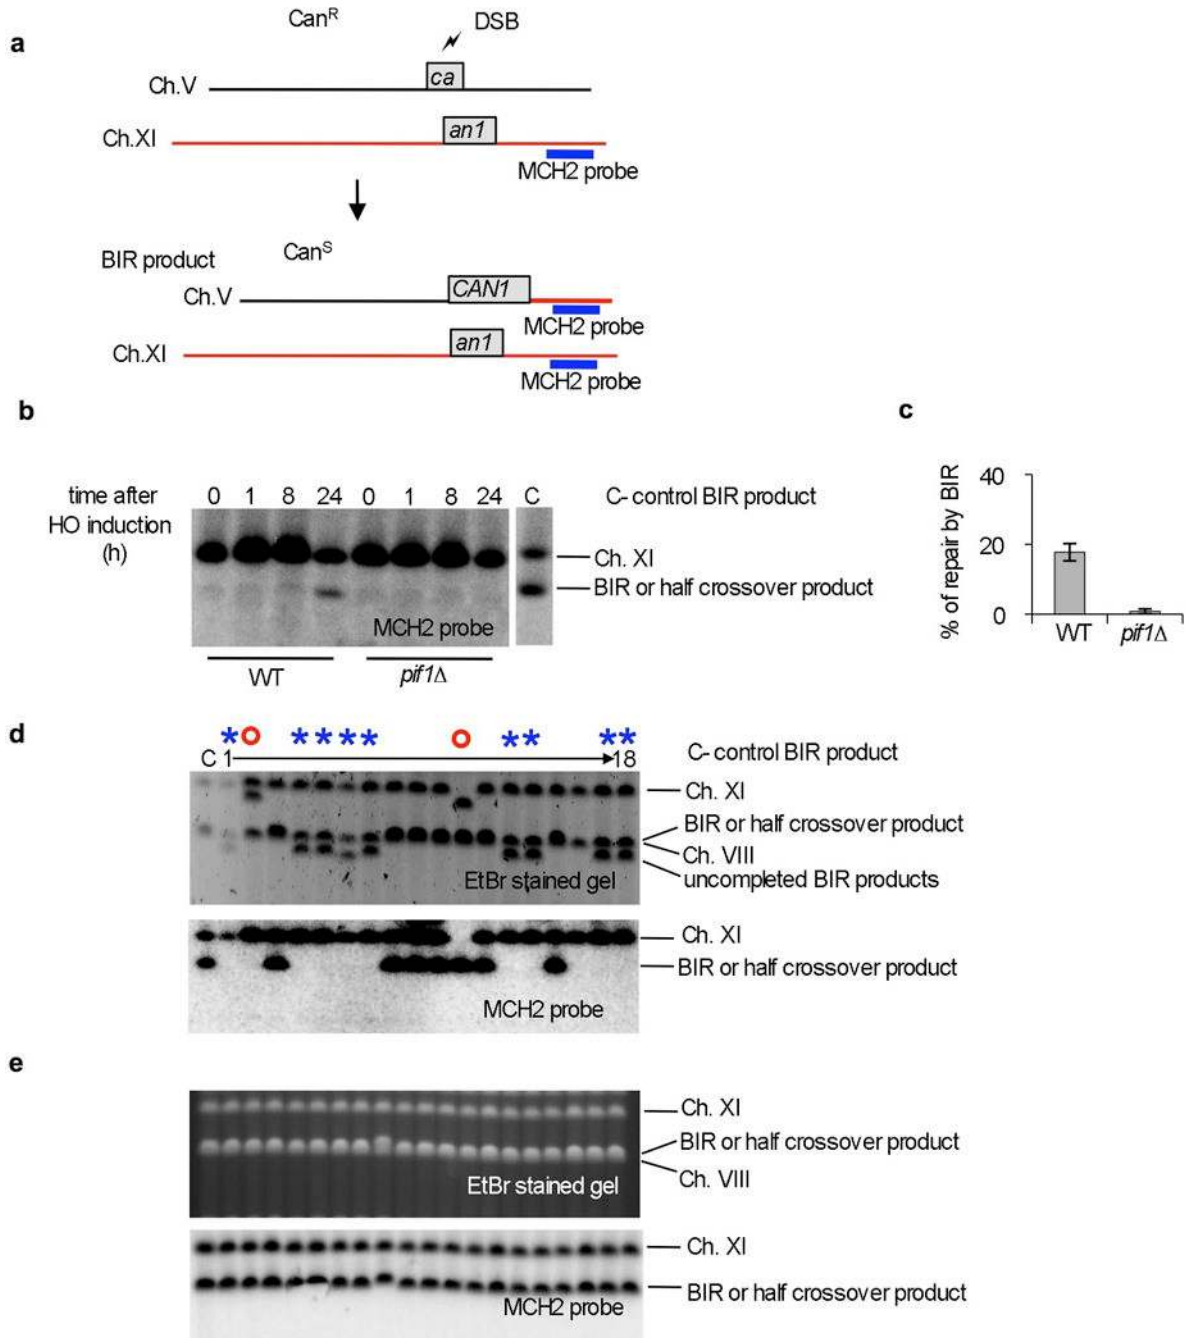 a
Can^R
DSB
ca
Ch.V
an1
Ch.XI
MCH2 probe
Can^S
BIR product
CAN1
Ch.V
MCH2 probe
an1
Ch.XI
MCH2 probe
b
time after
HO induction
(h)
0 1 8 24 0 1 8 24 C
C- control BIR product
Ch. XI
BIR or half crossover product
MCH2 probe
WT
pif1Δ
c
% of repair by BIR
40
20
0
WT
pif1Δ
d
* o * * * * o * * * *
C 1 18
C- control BIR product
Ch. XI
BIR or half crossover product
Ch. VIII
uncompleted BIR products
EtBr stained gel
Ch. XI
BIR or half crossover product
MCH2 probe
e
Ch. XI
BIR or half crossover product
Ch. VIII
EtBr stained gel
Ch. XI
BIR or half crossover product
MCH2 probe